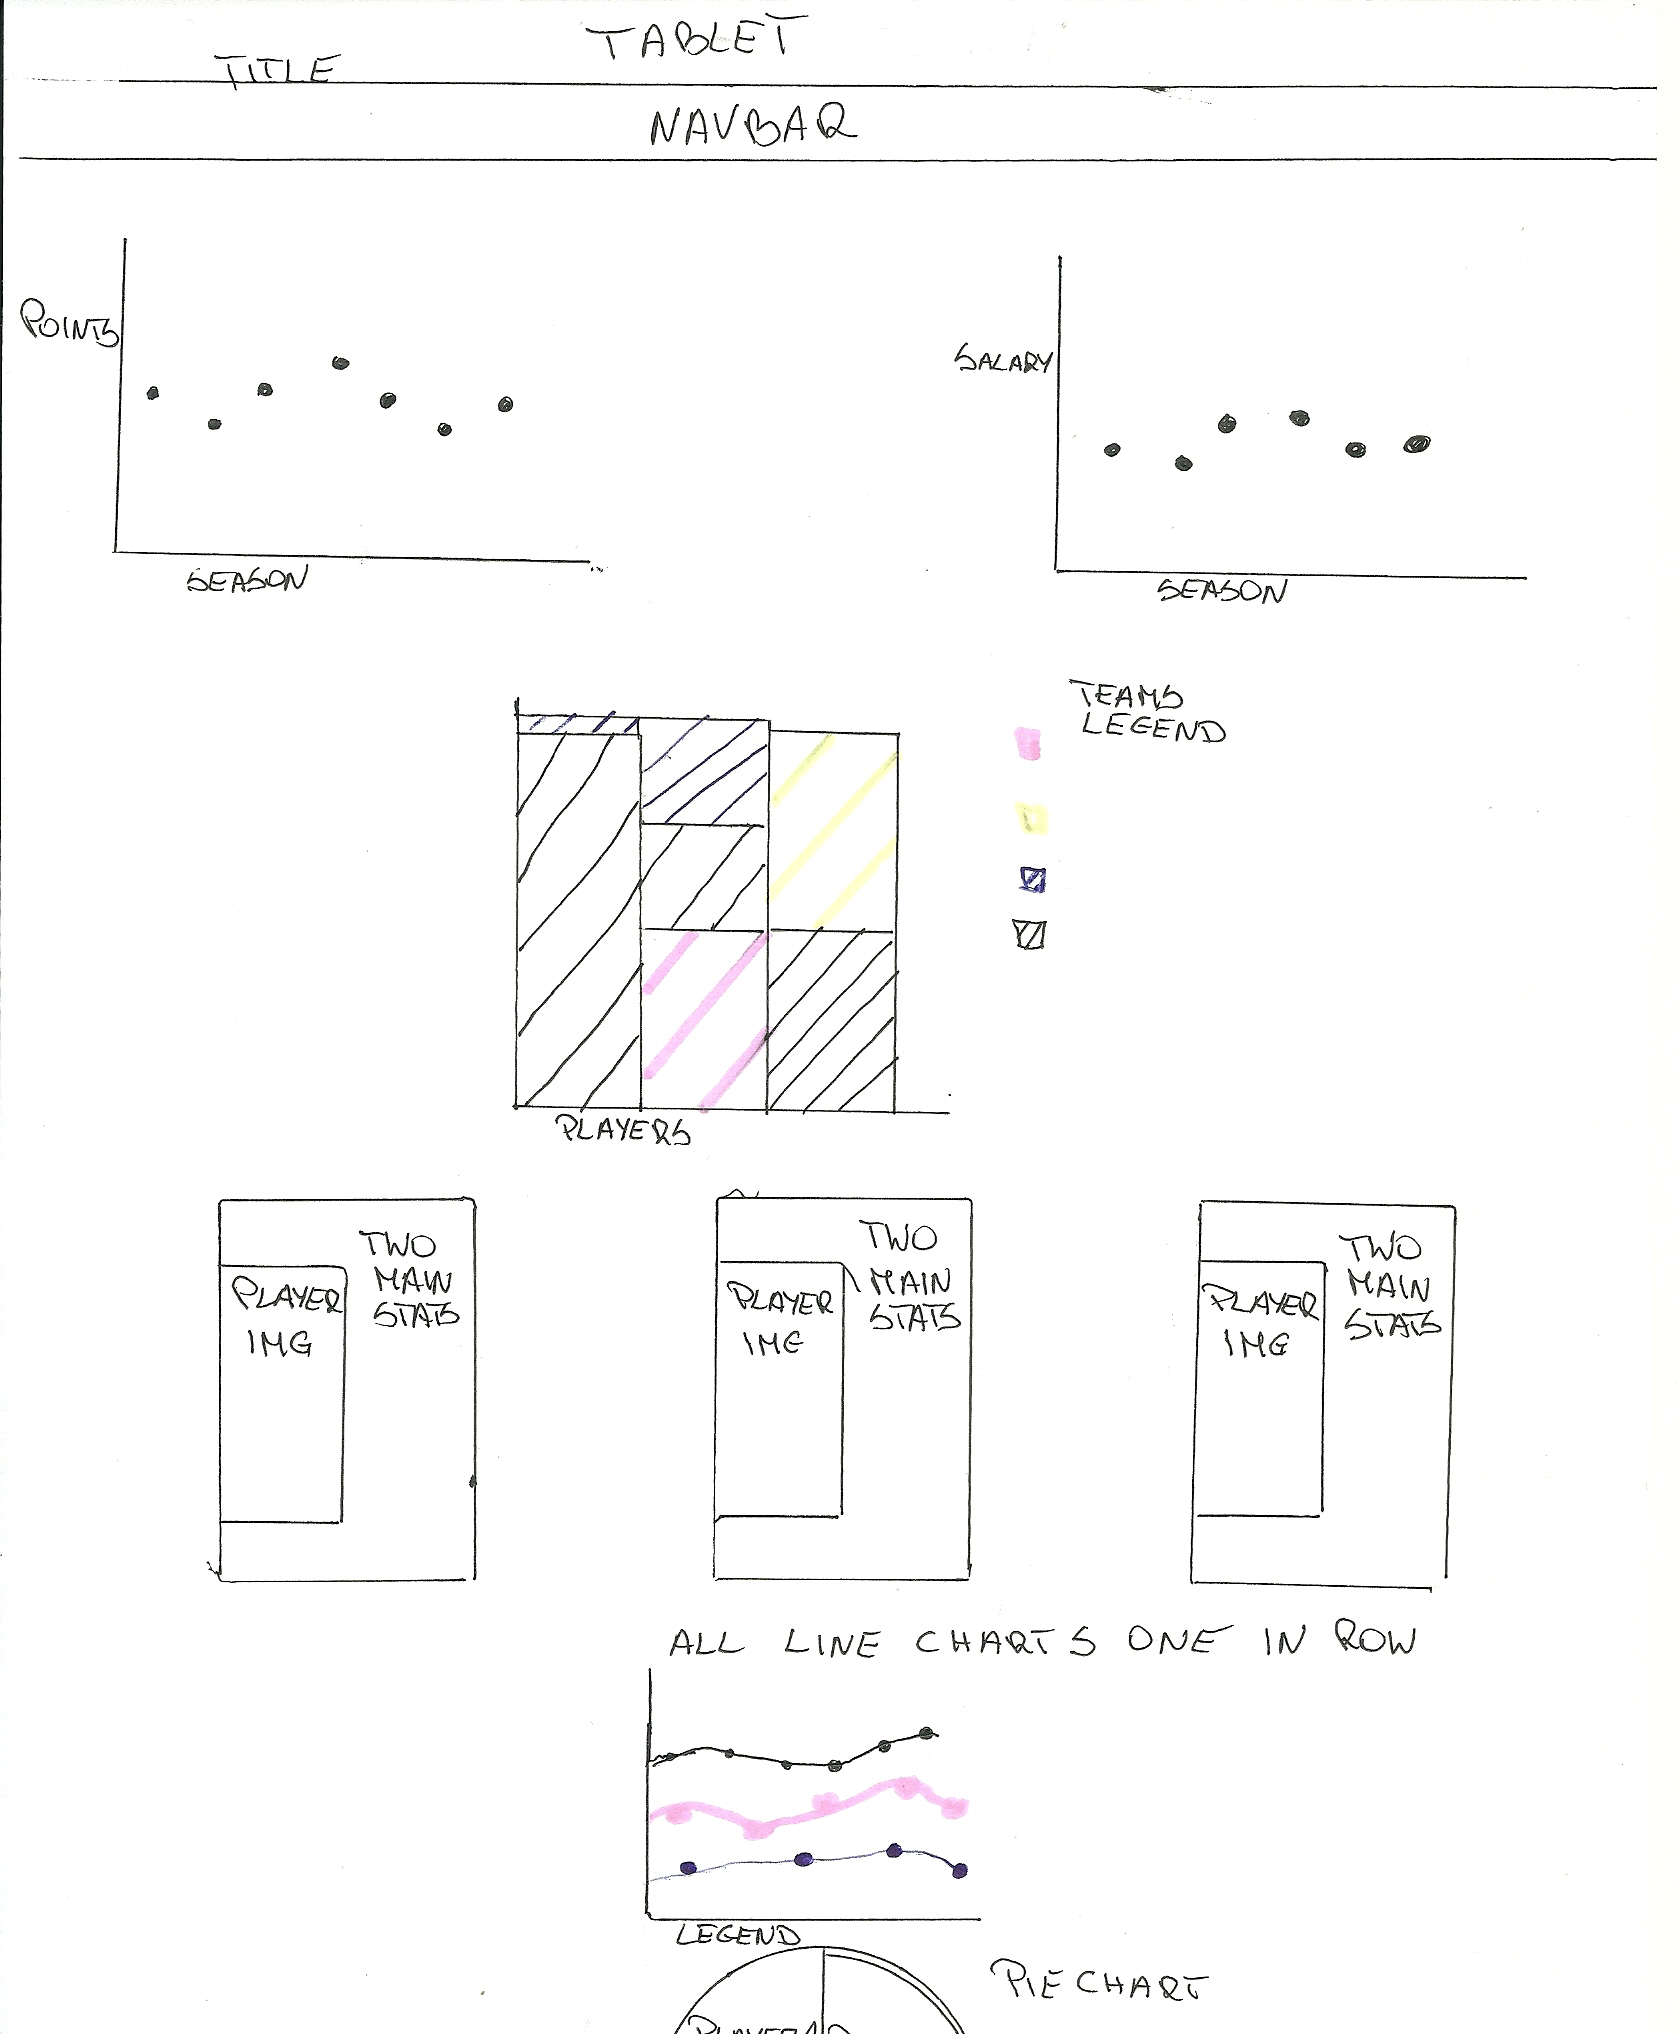 TABLET
TITLE
NAVBAR
POINTS
SEASON
SALARY
SEASON
TEAMS
LEGEND
PLAYERS
TWO
MAIN
STATS
PLAYER
IMG
TWO
MAIN
STATS
PLAYER
IMG
TWO
MAIN
STATS
PLAYER
IMG
ALL LINE CHARTS ONE IN ROW
LEGEND
PIE CHART